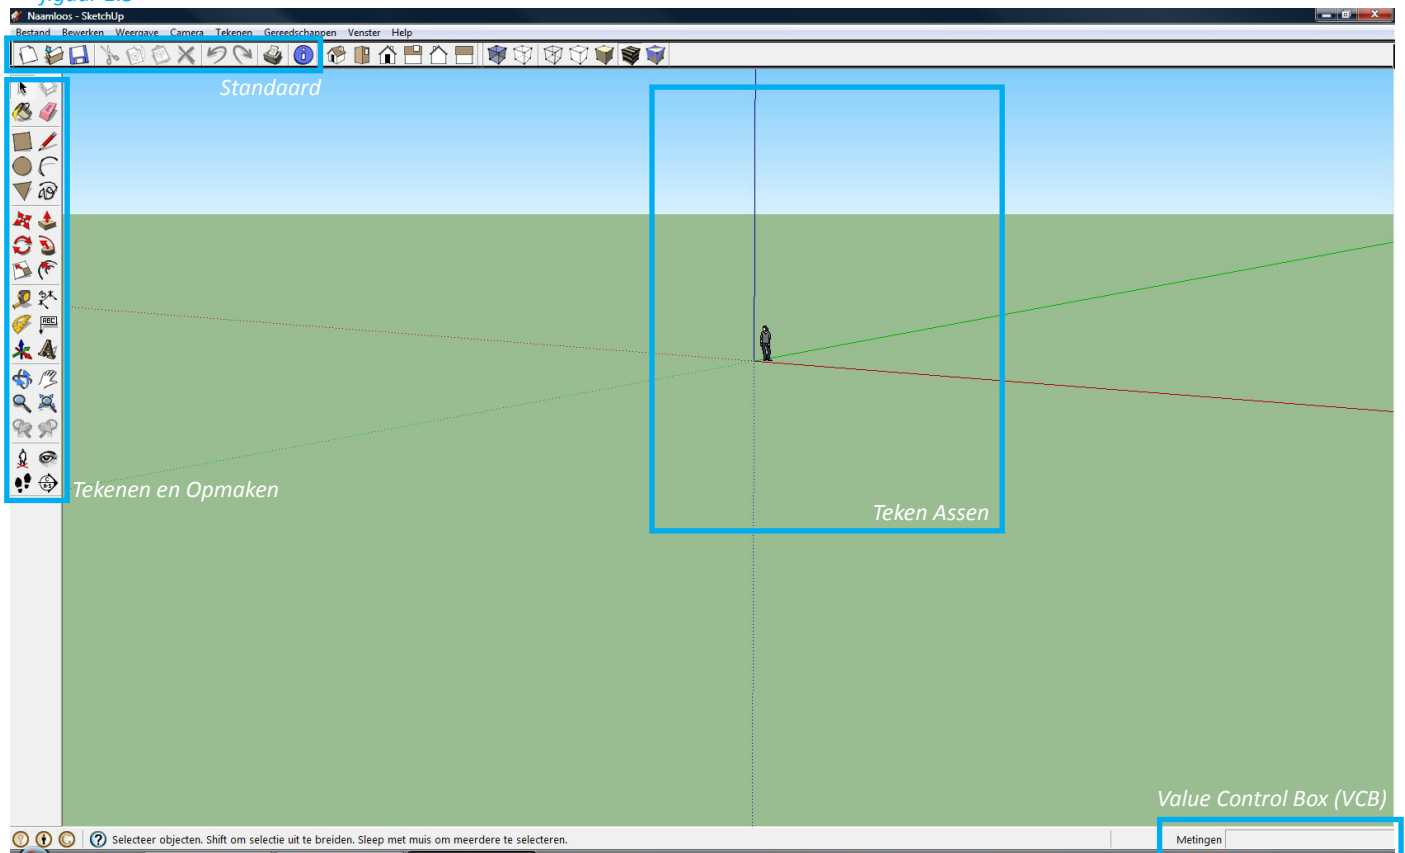 Naamloos - SketchUp
Bestand Bewerken Weergave Camera Tekenen Gereedschappen Venster Help
Standaard
ABC
Tekenen en Opmaken
Teken Assen
Value Control Box (VCB)
Selecteer objecten. Shift om selectie uit te breiden. Sleep met muis om meerdere te selecteren.
Metingen